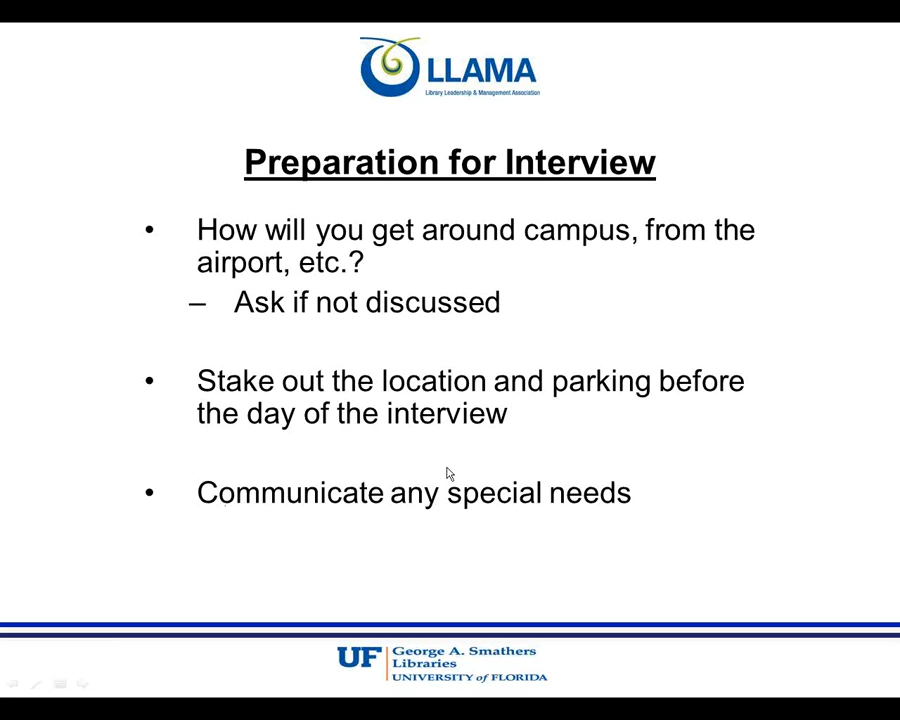 LLAMA
Library Leadership & Management Association
Preparation for Interview
• How will you get around campus, from the
airport, etc.?
– Ask if not discussed
• Stake out the location and parking before
the day of the interview
• Communicate any special needs
UF George A. Smathers
Libraries
UNIVERSITY of FLORIDA